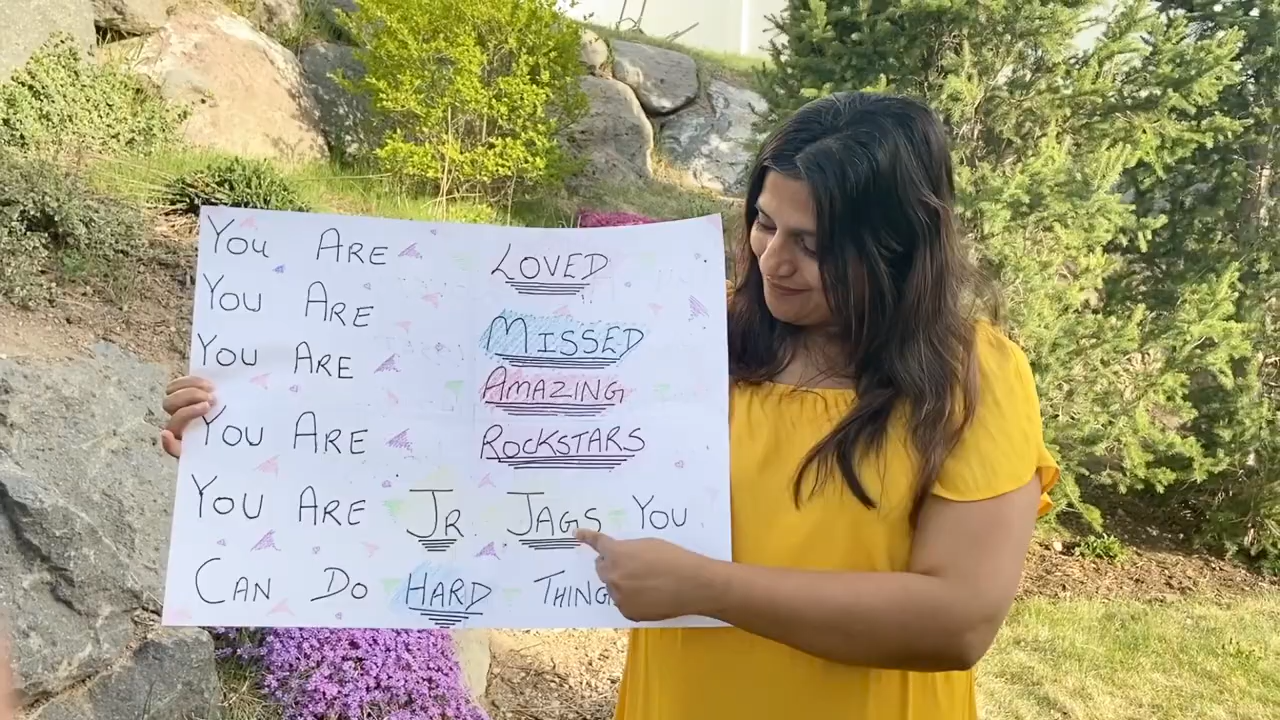 You Are Loved
You Are Missed
You Are Amazing
You Are Rockstars
You Are Jr. Jags You
Can Do Hard